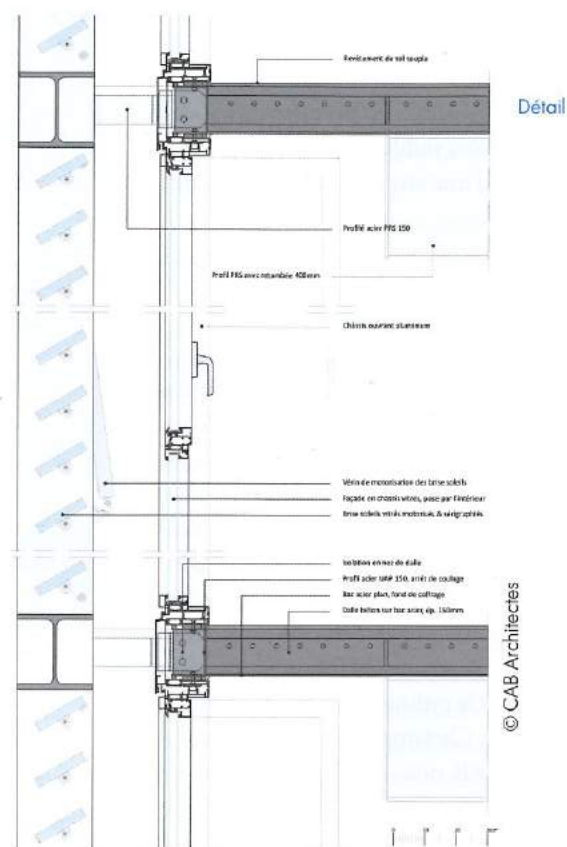 Revêtement de sol souple
Détail
Profilé acier PRS 150
Profil PRS avec retombée 400mm
Châssis ouvrant aluminium
Vérin de motorisation des brise soleils
Façade en chassis vitrés, pose par l'intérieur
Brise soleils vitrés motorisés & sérigraphiés
Isolation en nez de dalle
Profil acier UAP 150, arrêt de coulage
Bac acier plan, fond de coffrage
Dalle béton sur bac acier, ép. 150mm
© CAB Architectes